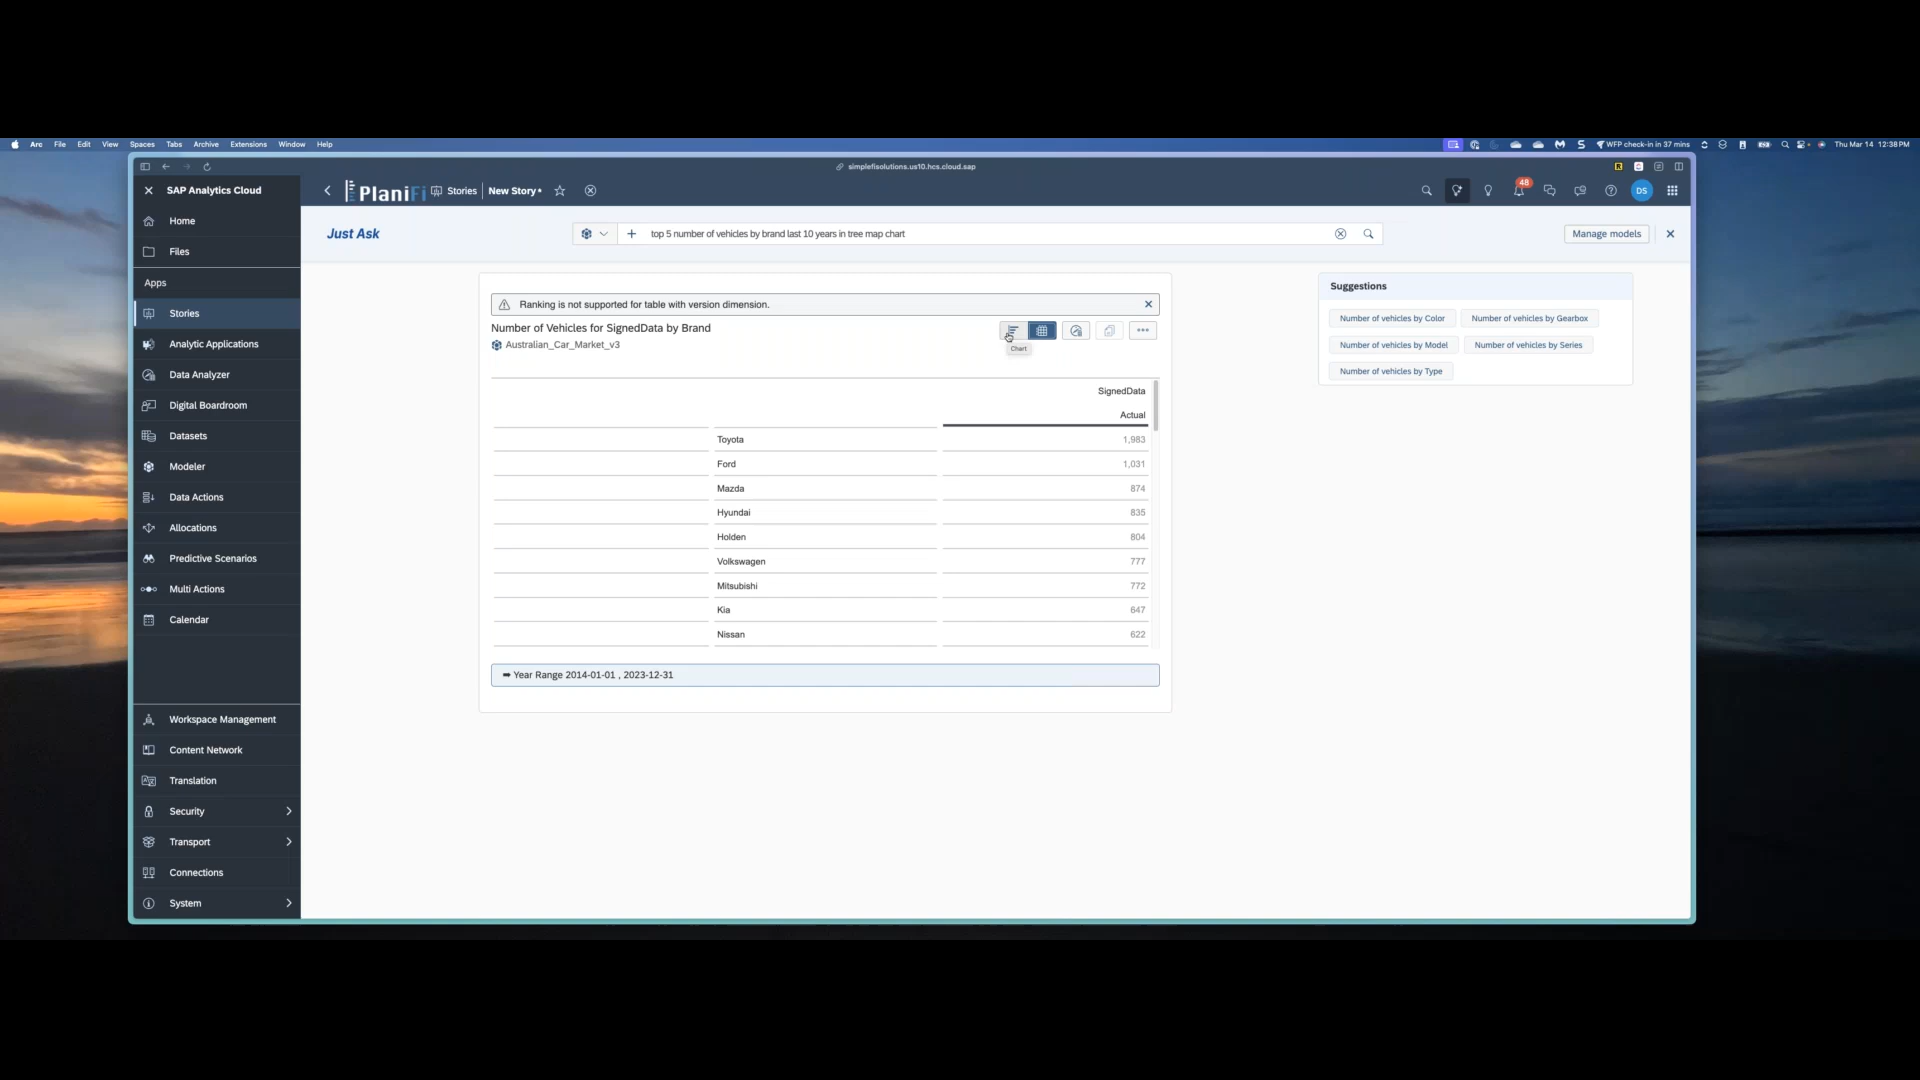 Arc File Edit View Spaces Tabs Archive Extensions Window Help
WFP check-in in 37 mins
Thu Mar 14 12:38 PM
simplefisolutions.us10.hcs.cloud.sap
SAP Analytics Cloud
PlaniFi Stories New Story*
48
DS
Home
Files
Apps
Stories
Analytic Applications
Data Analyzer
Digital Boardroom
Datasets
Modeler
Data Actions
Allocations
Predictive Scenarios
Multi Actions
Calendar
Workspace Management
Content Network
Translation
Security
Transport
Connections
System
Just Ask
top 5 number of vehicles by brand last 10 years in tree map chart
Manage models
Ranking is not supported for table with version dimension.
Number of Vehicles for SignedData by Brand
Australian_Car_Market_v3
Chart
SignedData
Actual
Toyota 1,983
Ford 1,031
Mazda 874
Hyundai 835
Holden 804
Volkswagen 777
Mitsubishi 772
Kia 647
Nissan 622
➡ Year Range 2014-01-01 , 2023-12-31
Suggestions
Number of vehicles by Color Number of vehicles by Gearbox
Number of vehicles by Model Number of vehicles by Series
Number of vehicles by Type